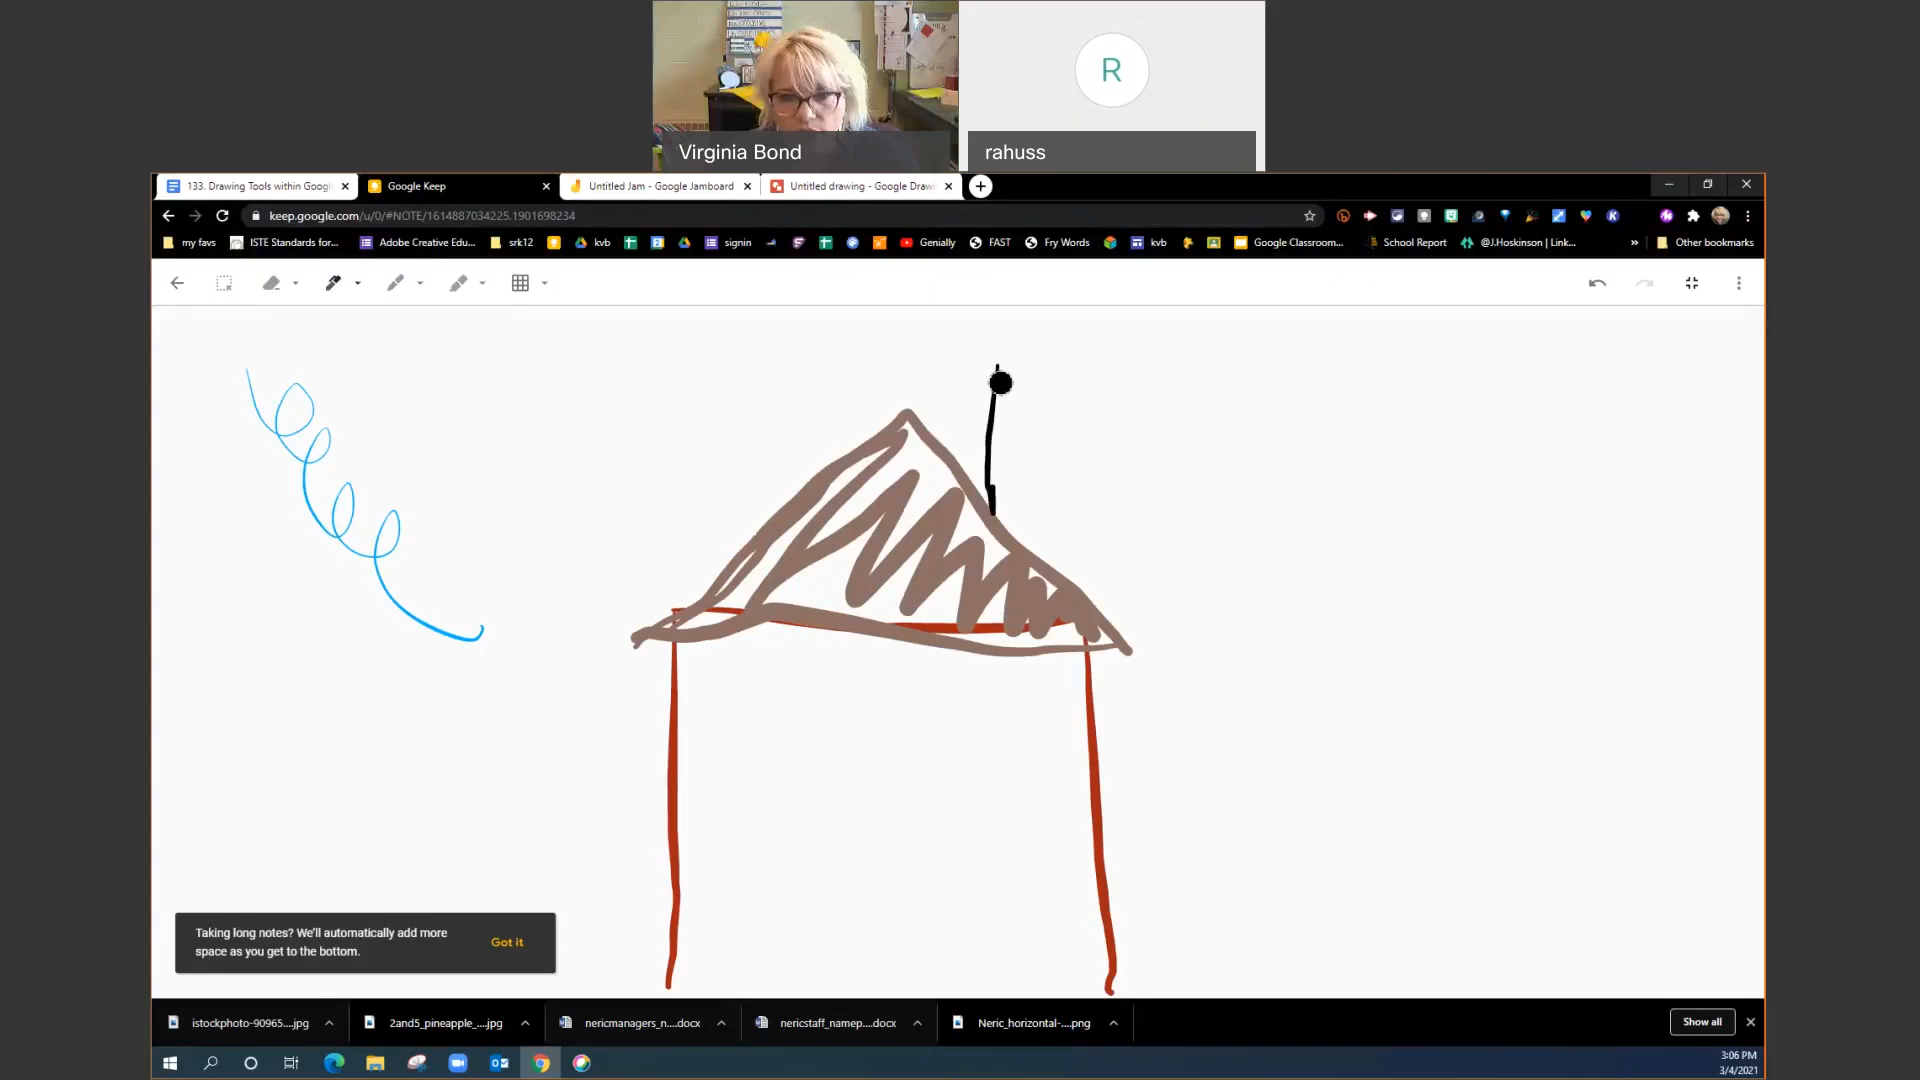 R
Virginia Bond
rahuss
133. Drawing Tools within Googl
Google Keep
Untitled Jam - Google Jamboard
Untitled drawing - Google Draw
keep.google.com/u/0/#NOTE/1614887034225.1901698234
my favs
ISTE Standards for...
Adobe Creative Edu...
srk12
kvb
signin
Genially
FAST
Fry Words
kvb
Google Classroom...
School Report
@J.Hoskinson | Link...
»
Other bookmarks
Taking long notes? We'll automatically add more
space as you get to the bottom.
Got it
istockphoto-90965....jpg
2and5_pineapple_....jpg
nericmanagers_n....docx
nericstaff_namep....docx
Neric_horizontal-....png
Show all
3:06 PM
3/4/2021